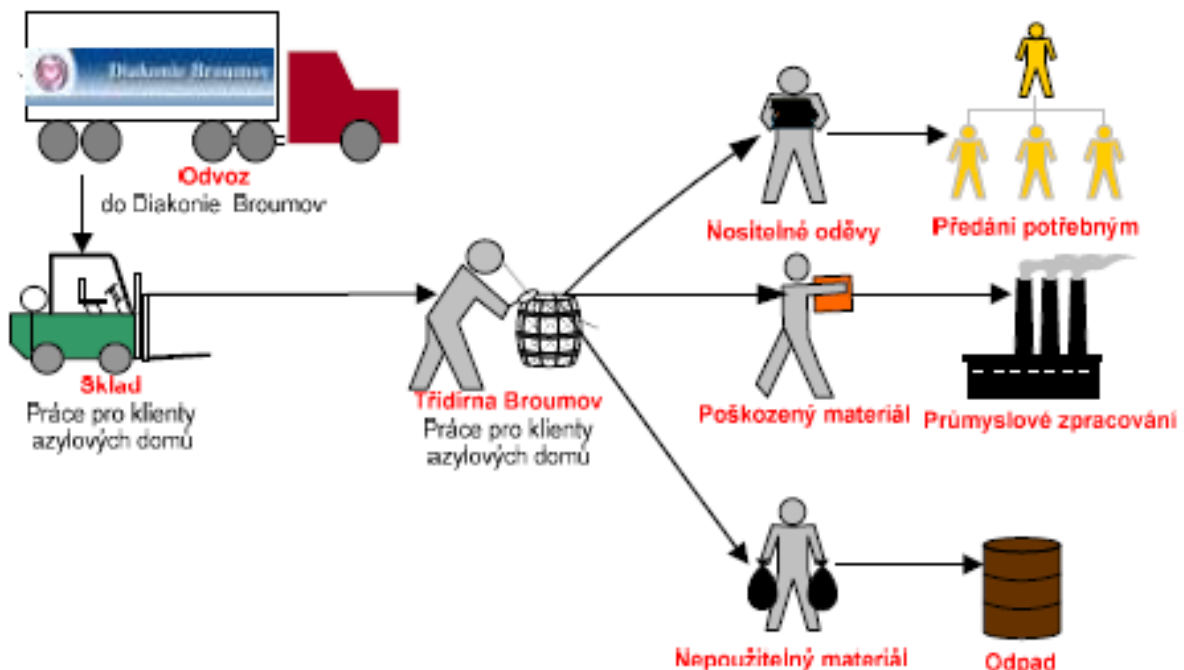 Diakonie Broumov
Odvoz
do Diakonie Broumov
Nositelné oděvy
Předání potřebným
Sklad
Práce pro klienty
azylových domů
Třídírna Broumov
Práce pro klienty
azylových domů
Poškozený materiál
Průmyslové zpracování
Nepoužitelný materiál
Odpad